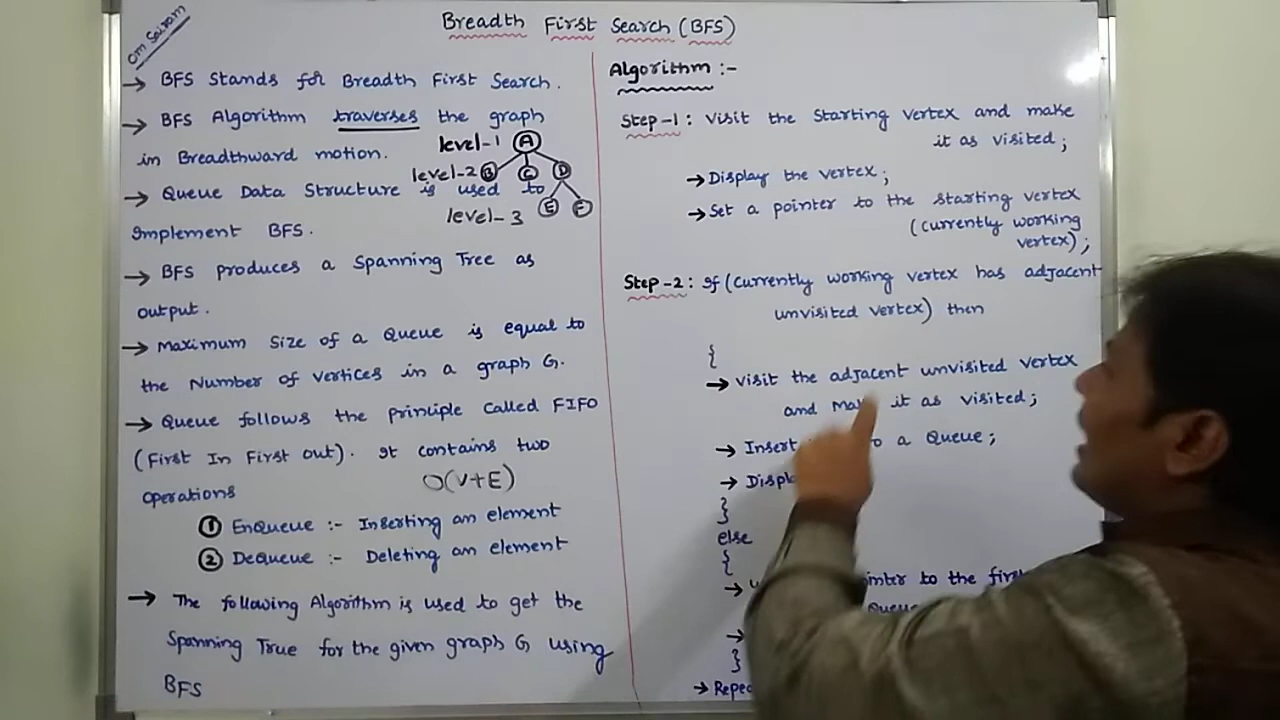 Om Sairam
Breadth First Search (BFS)
→ BFS Stands for Breadth First Search.
→ BFS Algorithm traverses the graph
in Breadthward motion.
level-1 A
level-2 B C D
→ Queue Data Structure is used to
level-3 E F
Implement BFS.
→ BFS produces a Spanning Tree as
output.
→ Maximum Size of a Queue is equal to
the Number of vertices in a graph G.
→ Queue follows the principle called FIFO
(First In First out). It contains two
operations
O(V+E)
① EnQueue :- Inserting an element
② DeQueue :- Deleting an element
→ The following Algorithm is used to get the
Spanning True for the given graph G using
BFS
Algorithm :-
Step-1: Visit the Starting vertex and make
it as visited;
→ Display the vertex;
→ Set a pointer to the starting vertex
(currently working
vertex);
Step-2: If (currently working vertex has adjacent
unvisited vertex) then
{
→ visit the adjacent unvisited vertex
and it as visited;
→ Insert a Queue;
→
}
else
{
→ to the
Queue
→
}
→